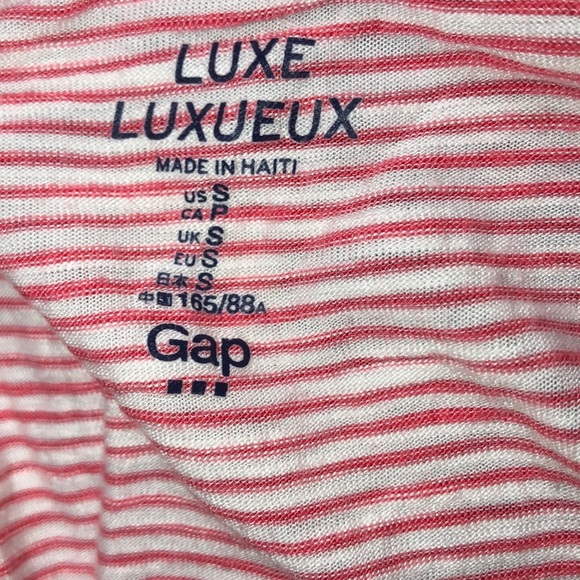 LUXE
LUXUEUX
MADE IN HAITI
US S
CA P
UK S
EU S
日本 S
中国 165/88A
Gap